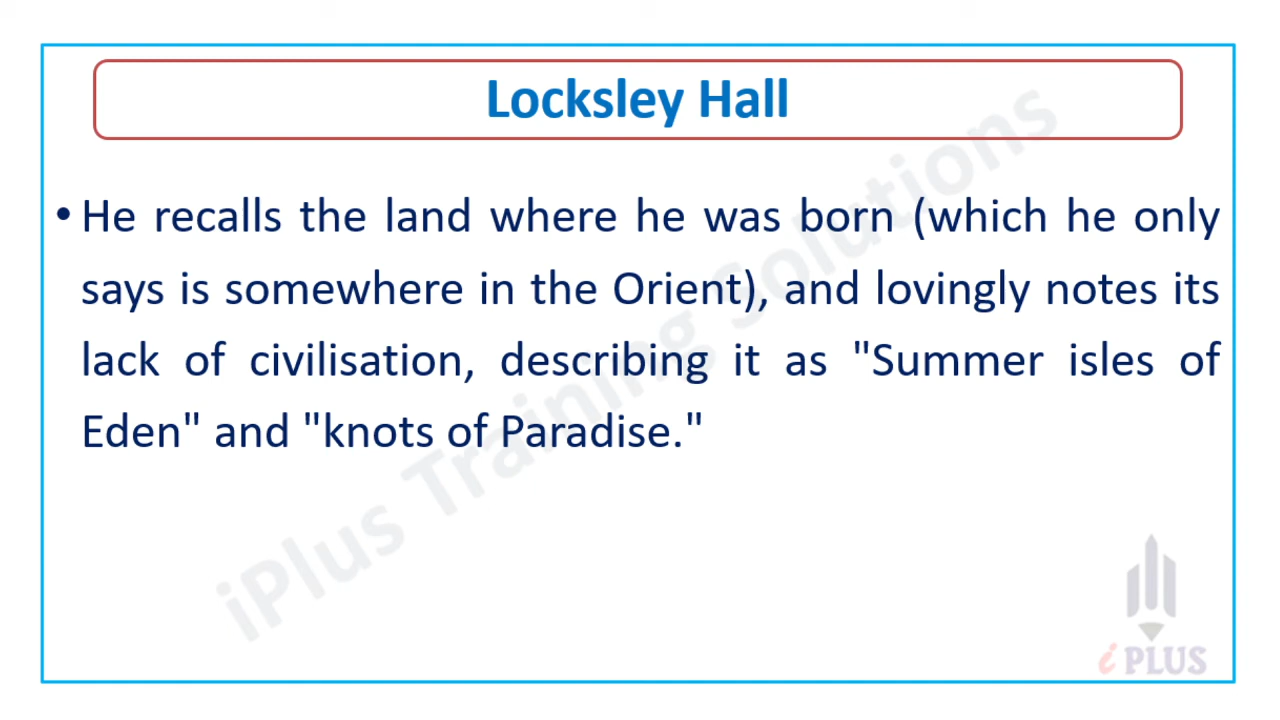 Locksley Hall
• He recalls the land where he was born (which he only
says is somewhere in the Orient), and lovingly notes its
lack of civilisation, describing it as "Summer isles of
Eden" and "knots of Paradise."
iPlus Training Solutions
i PLUS